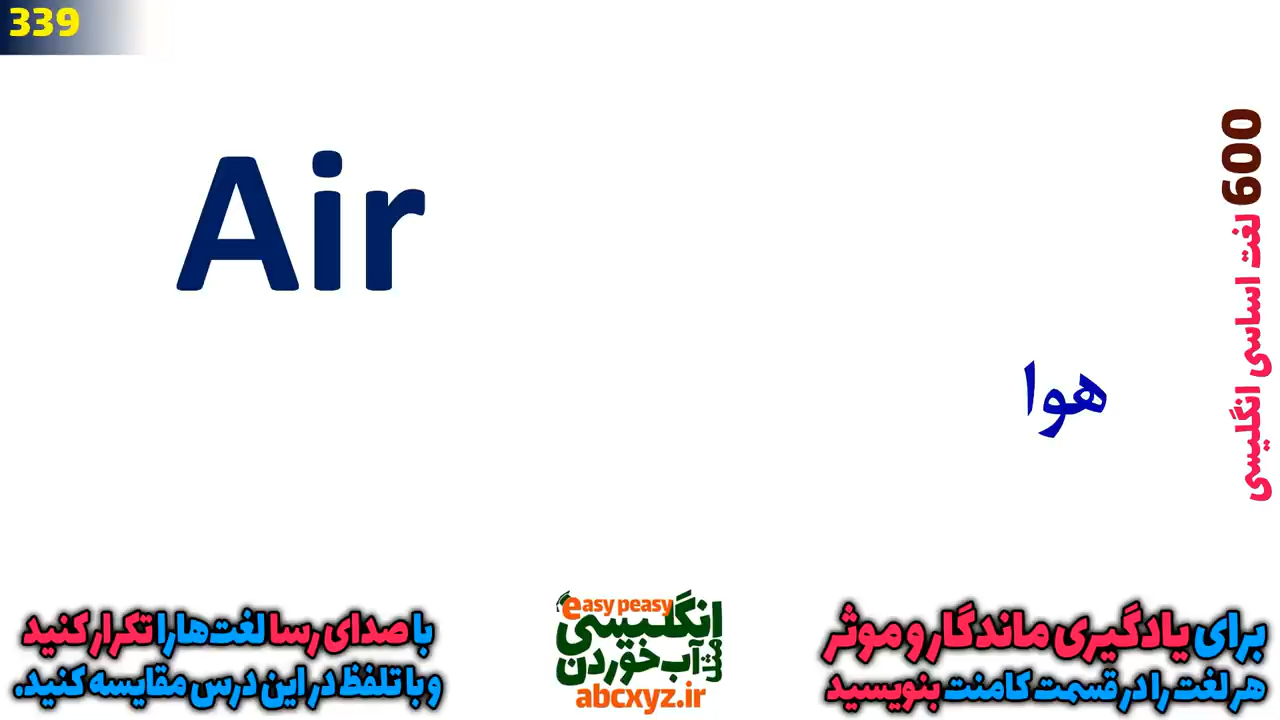 339
Air
هوا
600 لغت اساسی انگلیسی
با صدای رسا لغت‌ها را تکرار کنید
و با تلفظ در این درس مقایسه کنید.
easy peasy
انگلیسی
مثل آب خوردن
abcxyz.ir
برای یادگیری ماندگار و موثر
هر لغت را در قسمت کامنت بنویسید